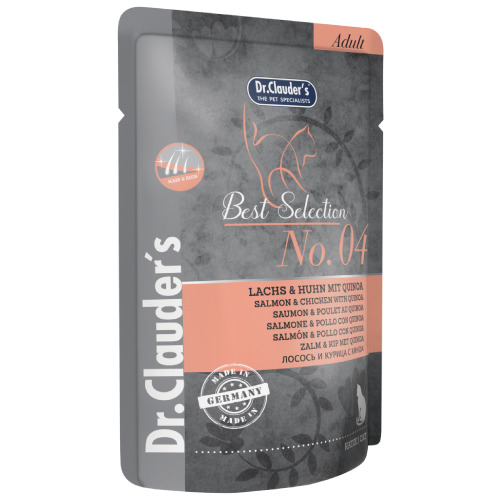 Adult
Dr.Clauder's
THE PET SPECIALISTS
HAIR & SKIN
Best Selection
No. 04
LACHS & HUHN MIT QUINOA
SALMON & CHICKEN WITH QUINOA
SAUMON & POULET AU QUINOA
SALMONE & POLLO CON QUINOA
SALMÓN & POLLO CON QUINOA
ZALM & KIP MET QUINOA
ЛОСОСЬ И КУРИЦА С КИНОА
Dr.Clauder's
MADE IN
GERMANY
MADE IN